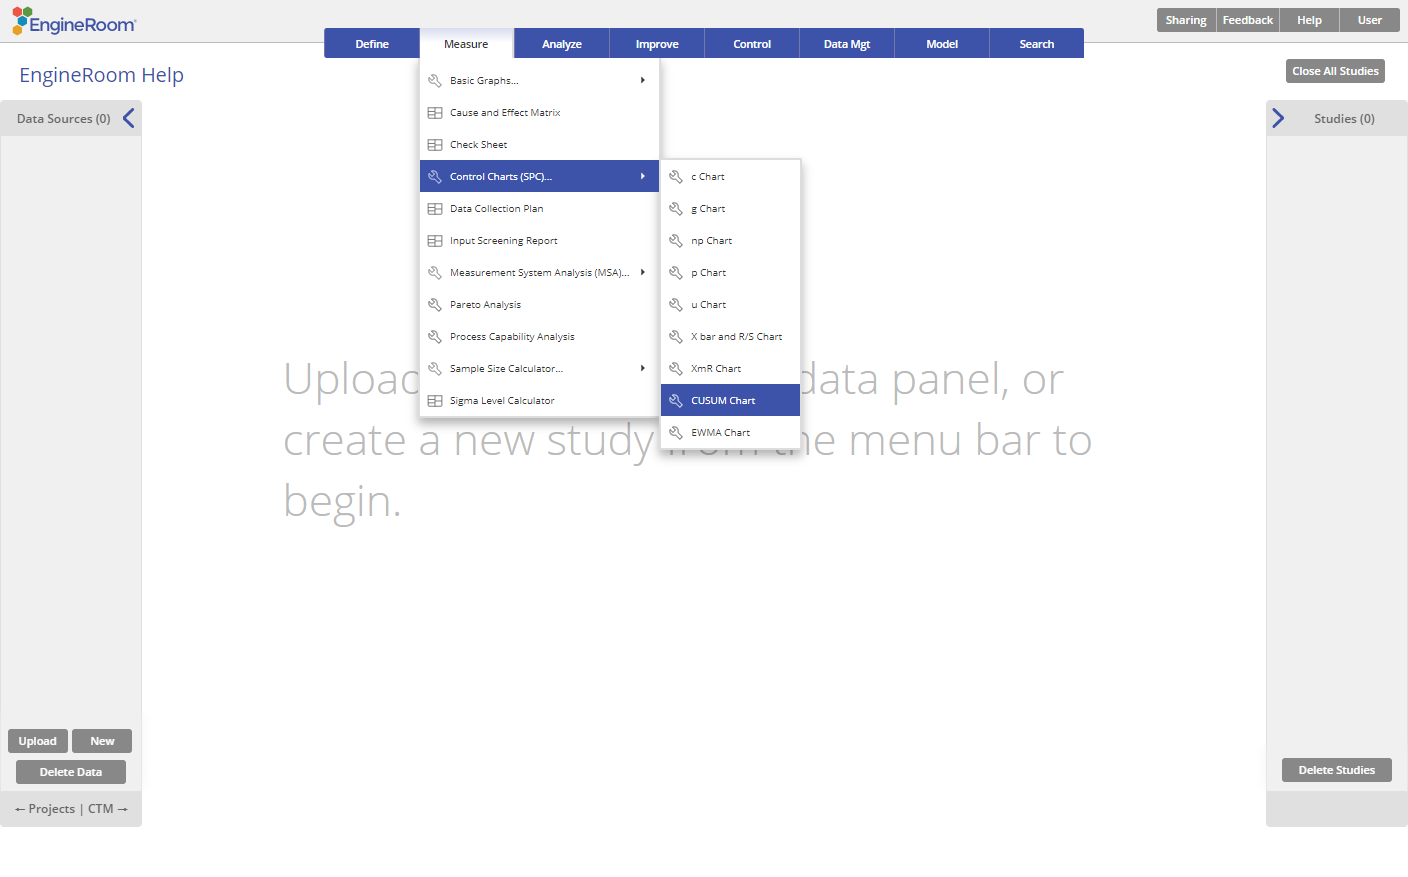 EngineRoom
Sharing
Feedback
Help
User
Define
Measure
Analyze
Improve
Control
Data Mgt
Model
Search
EngineRoom Help
Close All Studies
Data Sources (0)
Studies (0)
Basic Graphs...
Cause and Effect Matrix
Check Sheet
Control Charts (SPC)...
Data Collection Plan
Input Screening Report
Measurement System Analysis (MSA)...
Pareto Analysis
Process Capability Analysis
Sample Size Calculator...
Sigma Level Calculator
c Chart
g Chart
np Chart
p Chart
u Chart
X bar and R/S Chart
XmR Chart
CUSUM Chart
EWMA Chart
Upload data panel, or
create a new study from the menu bar to
begin.
Upload
New
Delete Data
← Projects | CTM →
Delete Studies